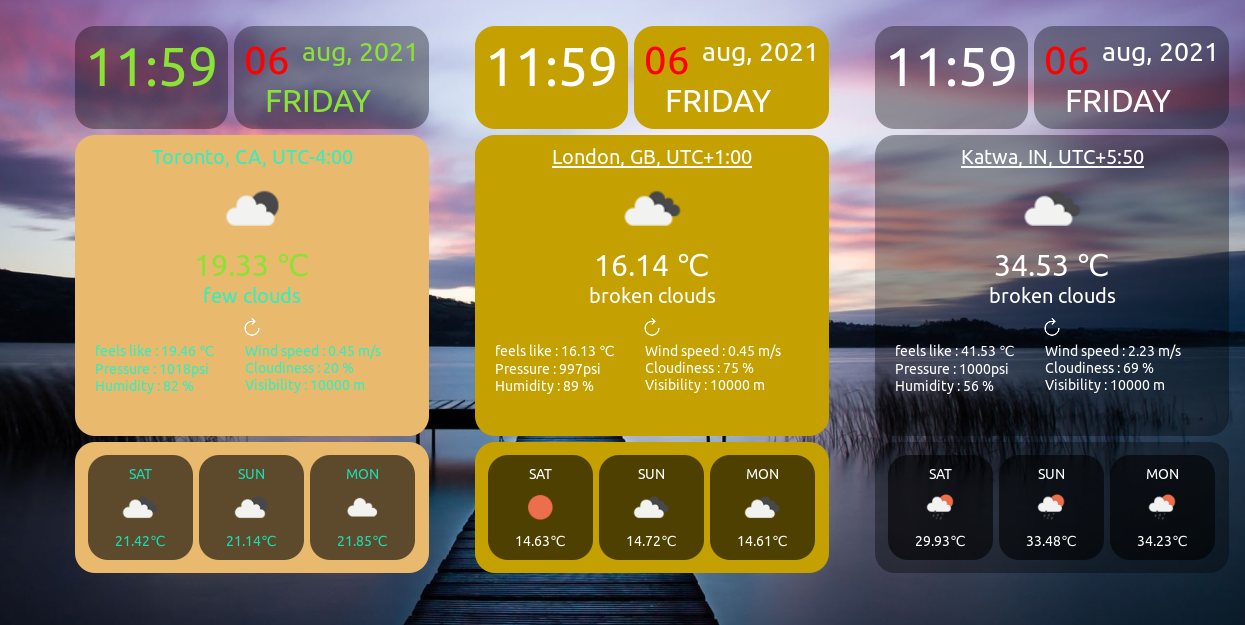 11:59
06 aug, 2021
FRIDAY
Toronto, CA, UTC-4:00
19.33 °C
few clouds
feels like : 19.46 °C
Pressure : 1018psi
Humidity : 82 %
Wind speed : 0.45 m/s
Cloudiness : 20 %
Visibility : 10000 m
SAT
21.42°C
SUN
21.14°C
MON
21.85°C
11:59
06 aug, 2021
FRIDAY
London, GB, UTC+1:00
16.14 °C
broken clouds
feels like : 16.13 °C
Pressure : 997psi
Humidity : 89 %
Wind speed : 0.45 m/s
Cloudiness : 75 %
Visibility : 10000 m
SAT
14.63°C
SUN
14.72°C
MON
14.61°C
11:59
06 aug, 2021
FRIDAY
Katwa, IN, UTC+5:50
34.53 °C
broken clouds
feels like : 41.53 °C
Pressure : 1000psi
Humidity : 56 %
Wind speed : 2.23 m/s
Cloudiness : 69 %
Visibility : 10000 m
SAT
29.93°C
SUN
33.48°C
MON
34.23°C